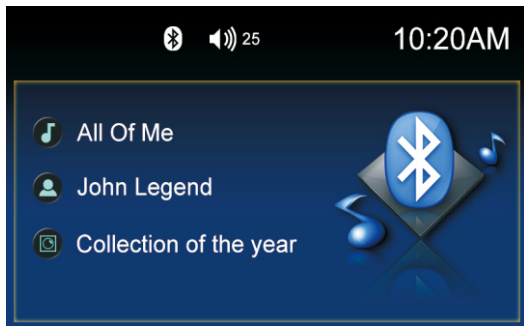 25
10:20AM
All Of Me
John Legend
Collection of the year